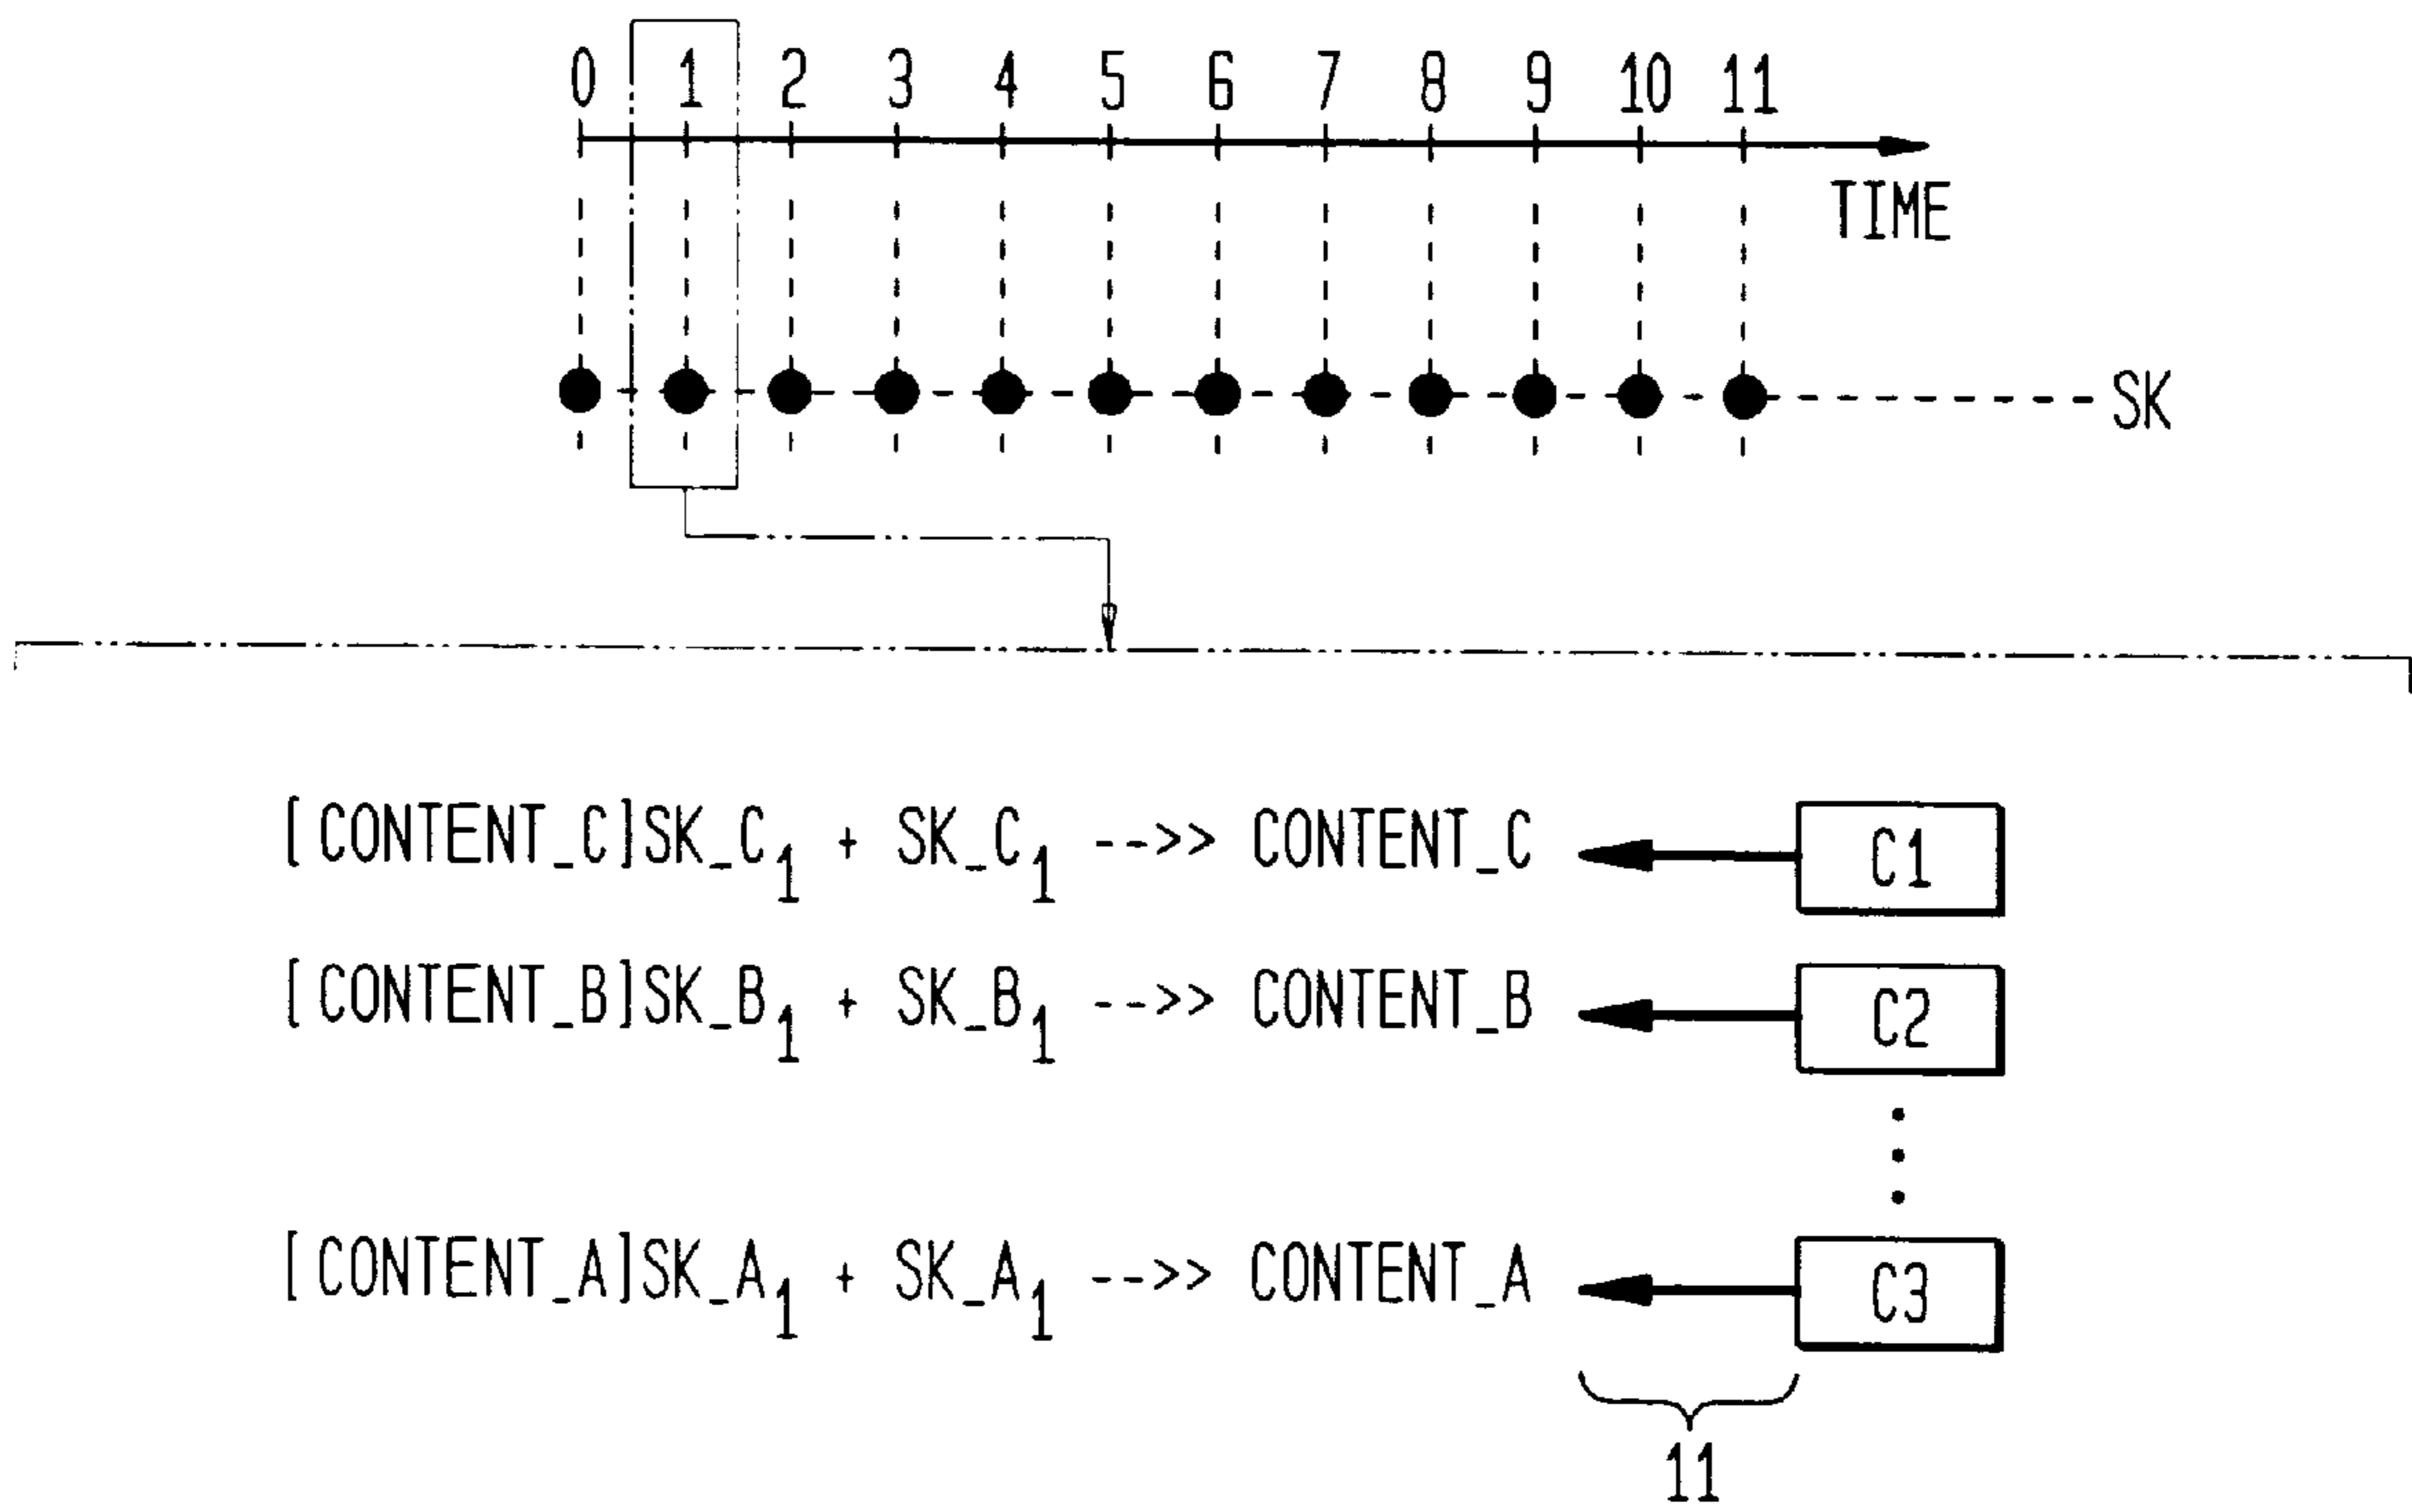 0 1 2 3 4 5 6 7 8 9 10 11
TIME
SK
[CONTENT_C]SK_C₁ + SK_C₁ -->> CONTENT_C C1
[CONTENT_B]SK_B₁ + SK_B₁ -->> CONTENT_B C2
[CONTENT_A]SK_A₁ + SK_A₁ -->> CONTENT_A C3
11